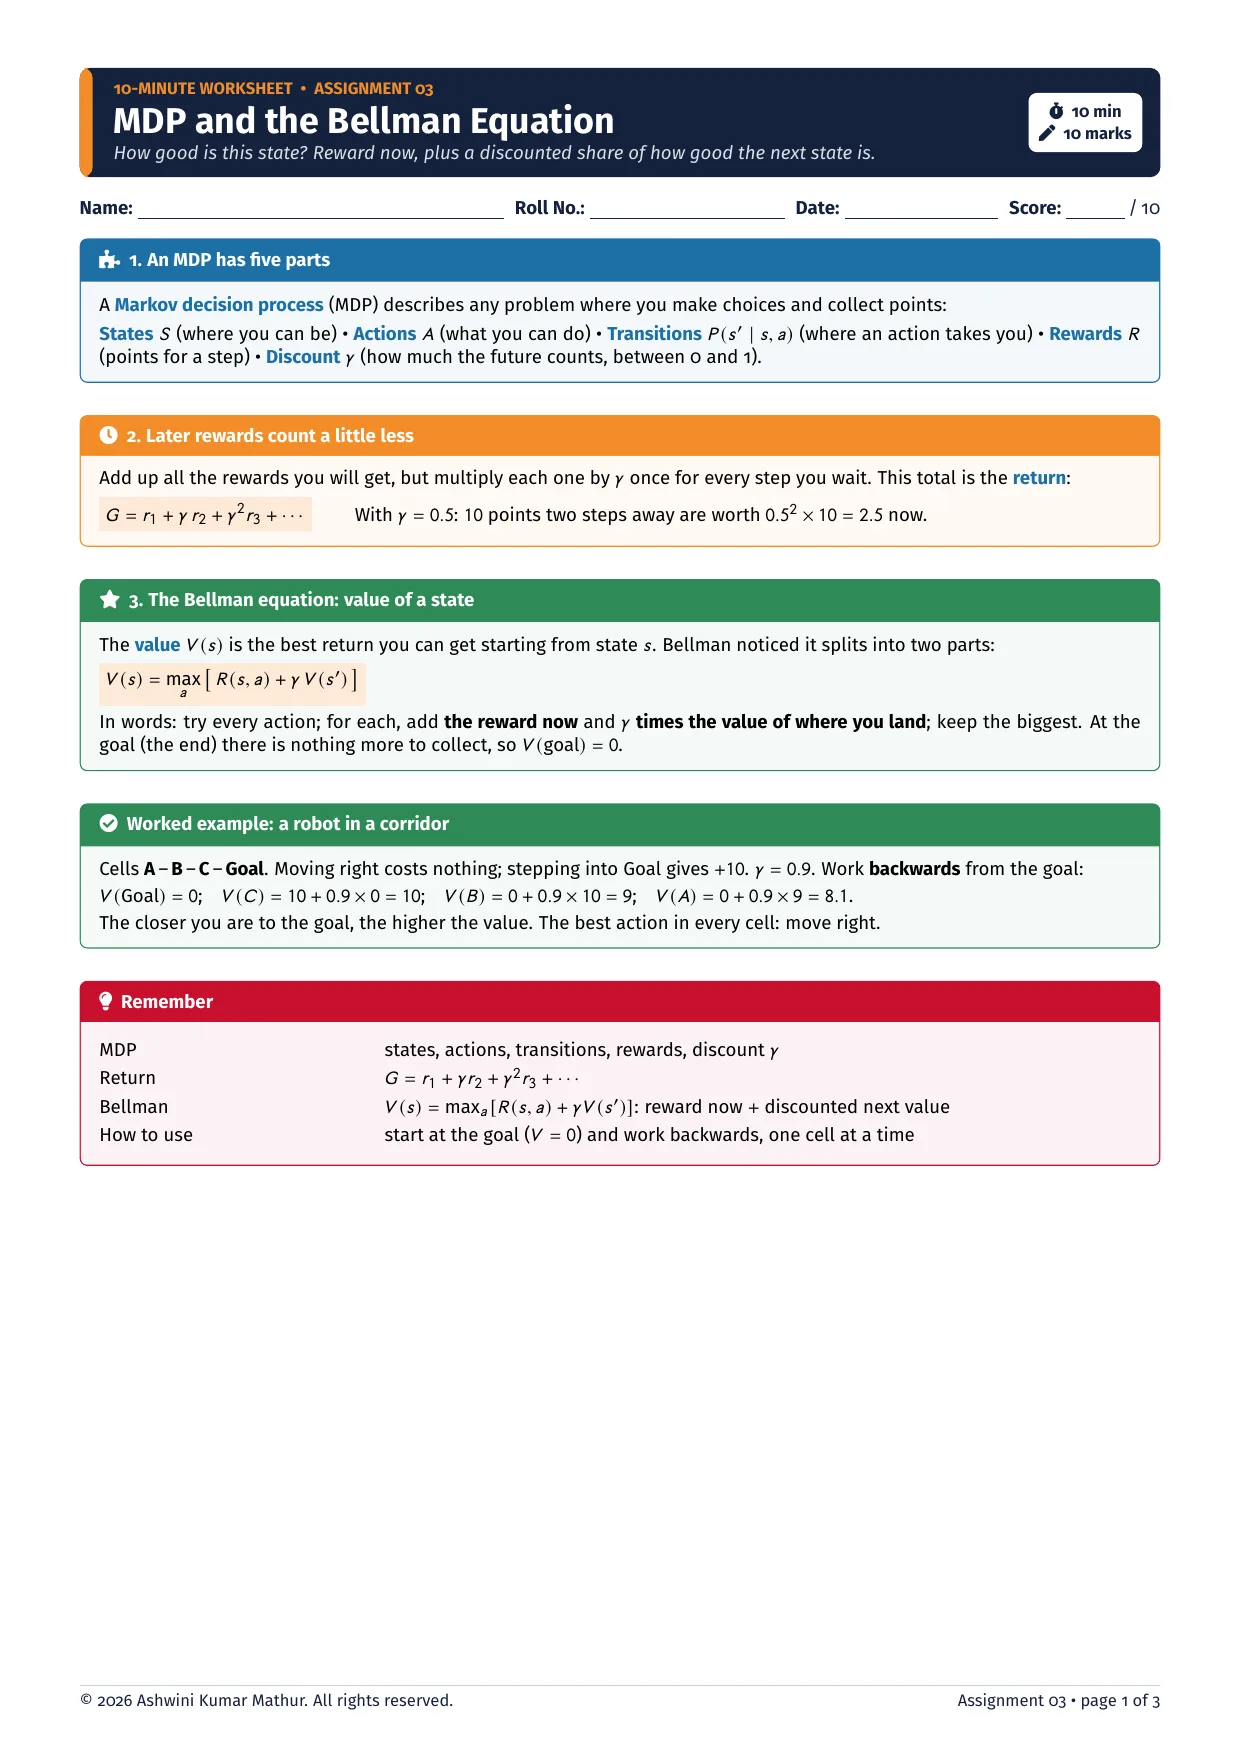 10-MINUTE WORKSHEET • ASSIGNMENT 03
MDP and the Bellman Equation
How good is this state? Reward now, plus a discounted share of how good the next state is.
10 min
10 marks
Name: Roll No.: Date: Score: / 10
1. An MDP has five parts
A Markov decision process (MDP) describes any problem where you make choices and collect points:
States S (where you can be) • Actions A (what you can do) • Transitions P(s′ | s, a) (where an action takes you) • Rewards R
(points for a step) • Discount γ (how much the future counts, between 0 and 1).
2. Later rewards count a little less
Add up all the rewards you will get, but multiply each one by γ once for every step you wait. This total is the return:
G = r₁ + γ r₂ + γ²r₃ + ⋯ With γ = 0.5: 10 points two steps away are worth 0.5² × 10 = 2.5 now.
3. The Bellman equation: value of a state
The value V(s) is the best return you can get starting from state s. Bellman noticed it splits into two parts:
V(s) = maxₐ [ R(s, a) + γ V(s′) ]
In words: try every action; for each, add the reward now and γ times the value of where you land; keep the biggest. At the
goal (the end) there is nothing more to collect, so V(goal) = 0.
Worked example: a robot in a corridor
Cells A – B – C – Goal. Moving right costs nothing; stepping into Goal gives +10. γ = 0.9. Work backwards from the goal:
V(Goal) = 0; V(C) = 10 + 0.9 × 0 = 10; V(B) = 0 + 0.9 × 10 = 9; V(A) = 0 + 0.9 × 9 = 8.1.
The closer you are to the goal, the higher the value. The best action in every cell: move right.
Remember
MDP states, actions, transitions, rewards, discount γ
Return G = r₁ + γr₂ + γ²r₃ + ⋯
Bellman V(s) = maxₐ[R(s, a) + γV(s′)]: reward now + discounted next value
How to use start at the goal (V = 0) and work backwards, one cell at a time
© 2026 Ashwini Kumar Mathur. All rights reserved. Assignment 03 • page 1 of 3